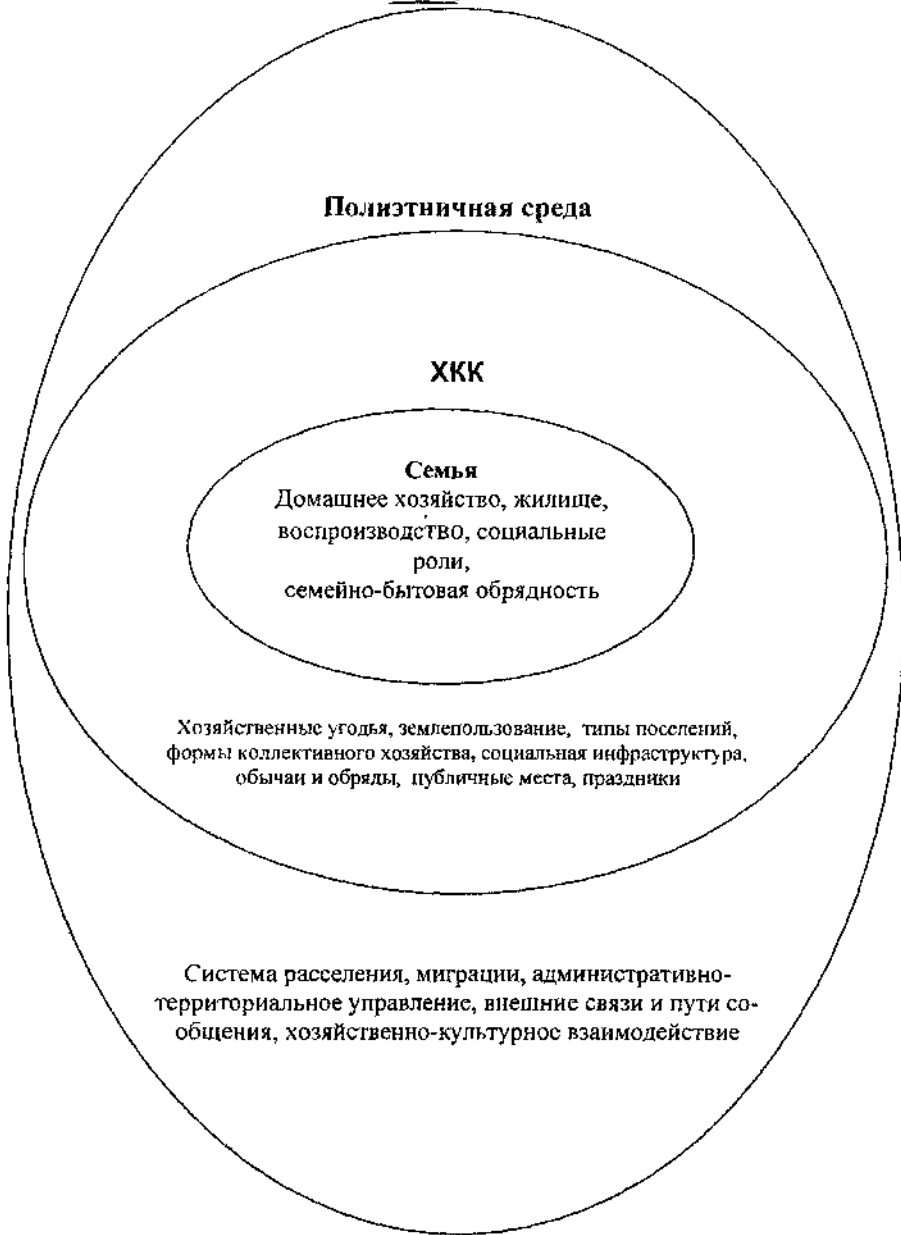 Полиэтничная среда
ХКК
Семья
Домашнее хозяйство, жилище,
воспроизводство, социальные
роли,
семейно-бытовая обрядность
Хозяйственные угодья, землепользование, типы поселений,
формы коллективного хозяйства, социальная инфраструктура,
обычаи и обряды, публичные места, праздники
Система расселения, миграции, административно-
территориальное управление, внешние связи и пути со-
общения, хозяйственно-культурное взаимодействие